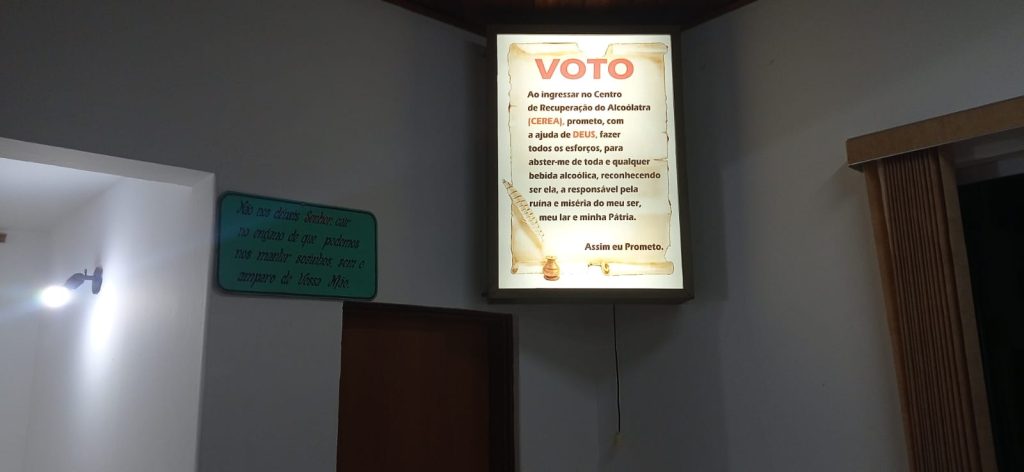 Não nos deixeis Senhor: cair
no engano de que podemos
nos manter sozinhos, sem o
amparo de Vossa Mão.
VOTO
Ao ingressar no Centro
de Recuperação do Alcoólatra
(CEREA), prometo, com
a ajuda de DEUS, fazer
todos os esforços, para
abster-me de toda e qualquer
bebida alcoólica, reconhecendo
ser ela, a responsável pela
ruína e miséria do meu ser,
meu lar e minha Pátria.
Assim eu Prometo.